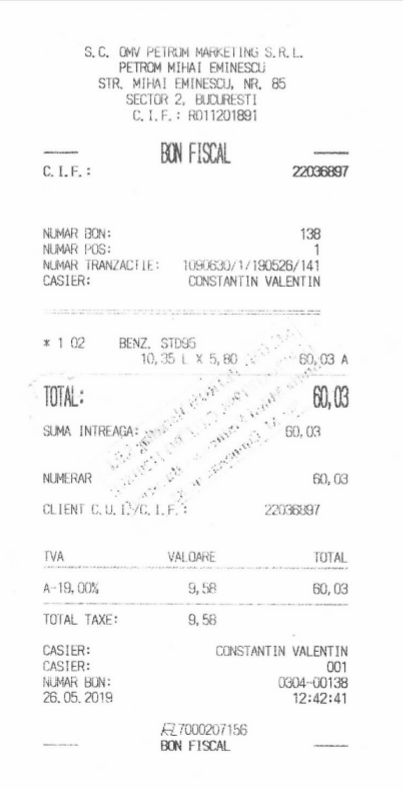 S.C. OMV PETROM MARKETING S.R.L.
PETROM MIHAI EMINESCU
STR. MIHAI EMINESCU, NR. 85
SECTOR 2, BUCURESTI
C.I.F.: RO11201891
BON FISCAL
C.I.F.: 22036897
NUMAR BON: 138
NUMAR POS: 1
NUMAR TRANZACTIE: 1090630/1/190526/141
CASIER: CONSTANTIN VALENTIN
* 1 02 BENZ. STD95
10,35 L X 5,80 60,03 A
TOTAL: 60,03
SUMA INTREAGA: 60,03
NUMERAR 60,03
CLIENT C.U.I./C.I.F.: 22036897
TVA VALOARE TOTAL
A-19,00% 9,58 60,03
TOTAL TAXE: 9,58
CASIER: CONSTANTIN VALENTIN
CASIER: 001
NUMAR BON: 0304-00138
26.05.2019 12:42:41
7000207156
BON FISCAL